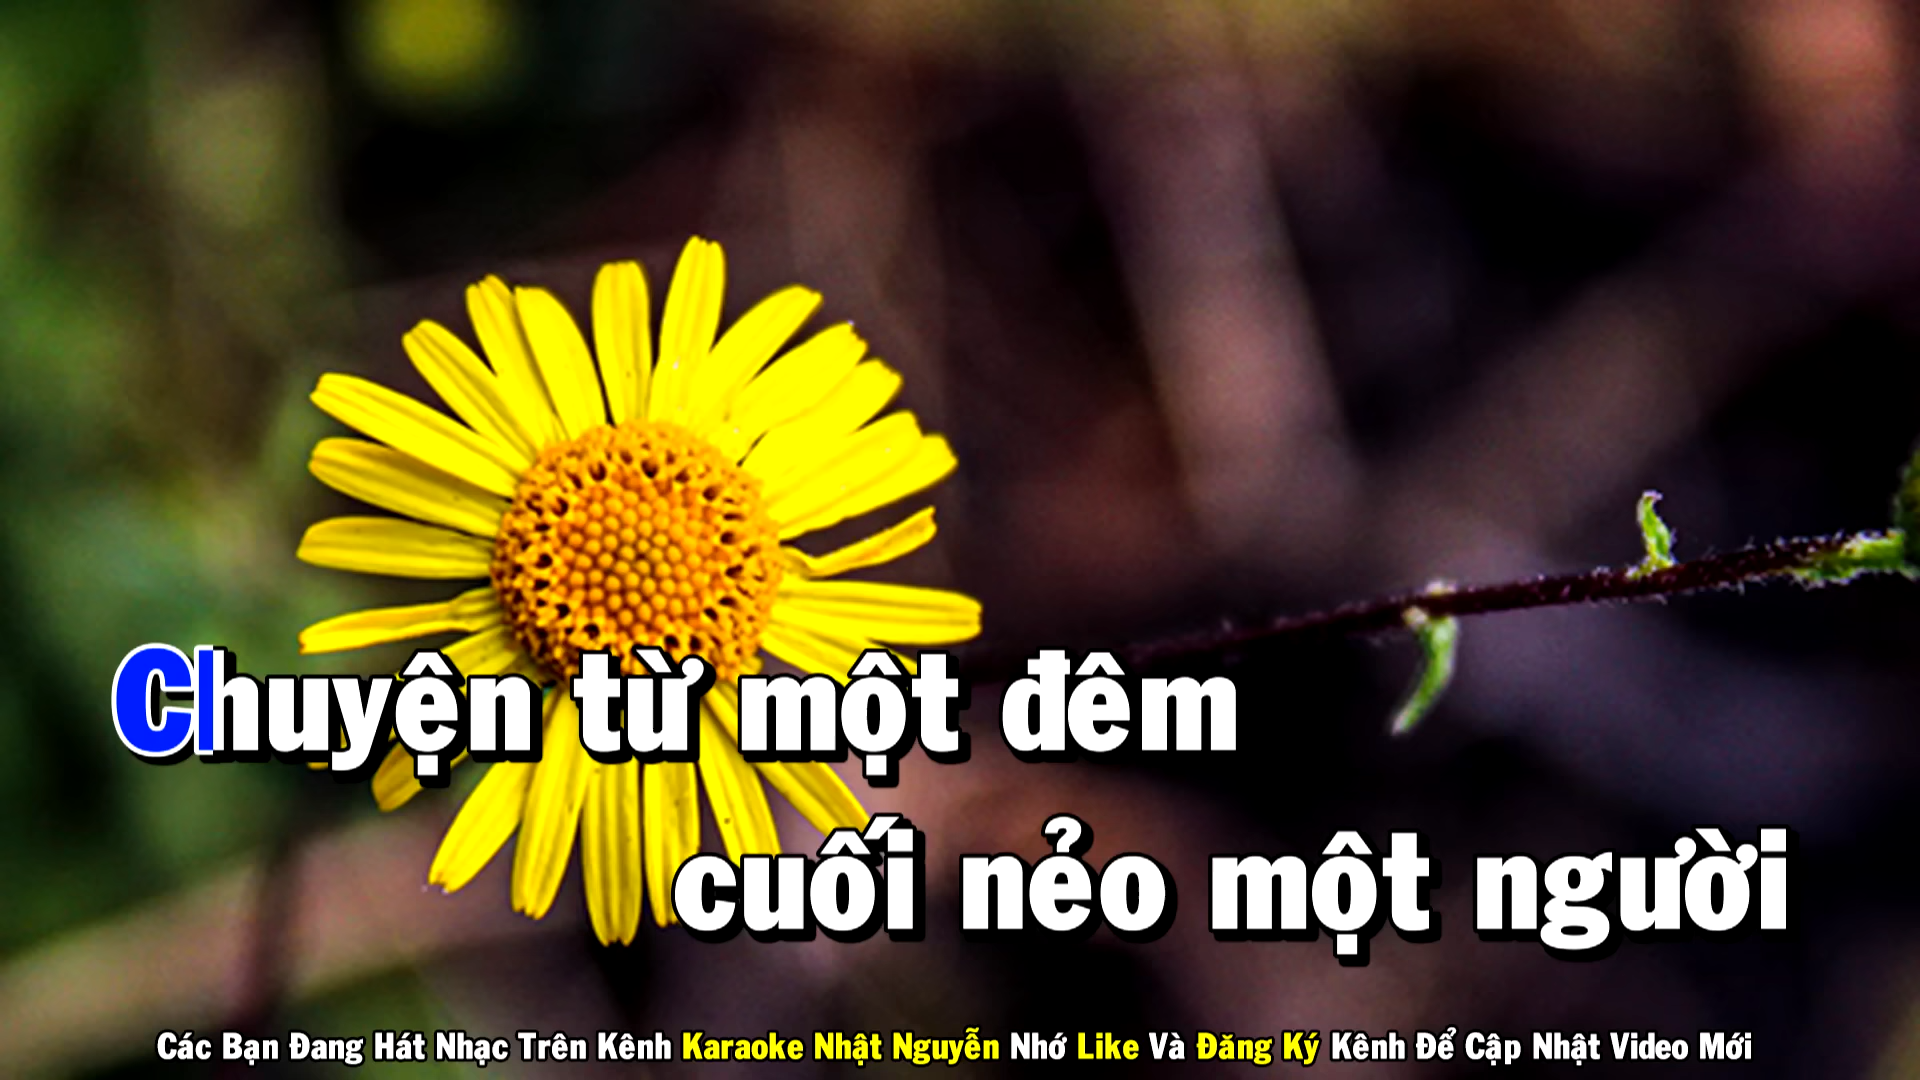 Chuyện từ một đêm
cuối nẻo một người
Các Bạn Đang Hát Nhạc Trên Kênh Karaoke Nhật Nguyễn Nhớ Like Và Đăng Ký Kênh Để Cập Nhật Video Mới